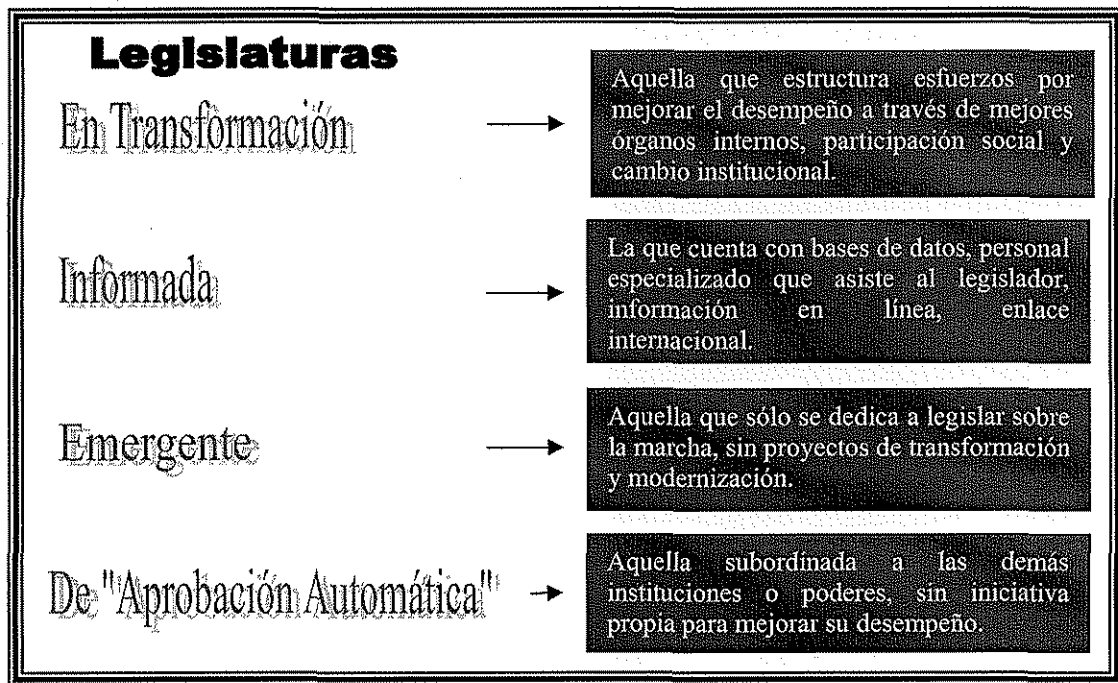 Legislaturas
En Transformación
Aquella que estructura esfuerzos por
mejorar el desempeño a través de mejores
órganos internos, participación social y
cambio institucional.
Informada
La que cuenta con bases de datos, personal
especializado que asiste al legislador,
información en línea, enlace
internacional.
Emergente
Aquella que sólo se dedica a legislar sobre
la marcha, sin proyectos de transformación
y modernización.
De "Aprobación Automática"
Aquella subordinada a las demás
instituciones o poderes, sin iniciativa
propia para mejorar su desempeño.